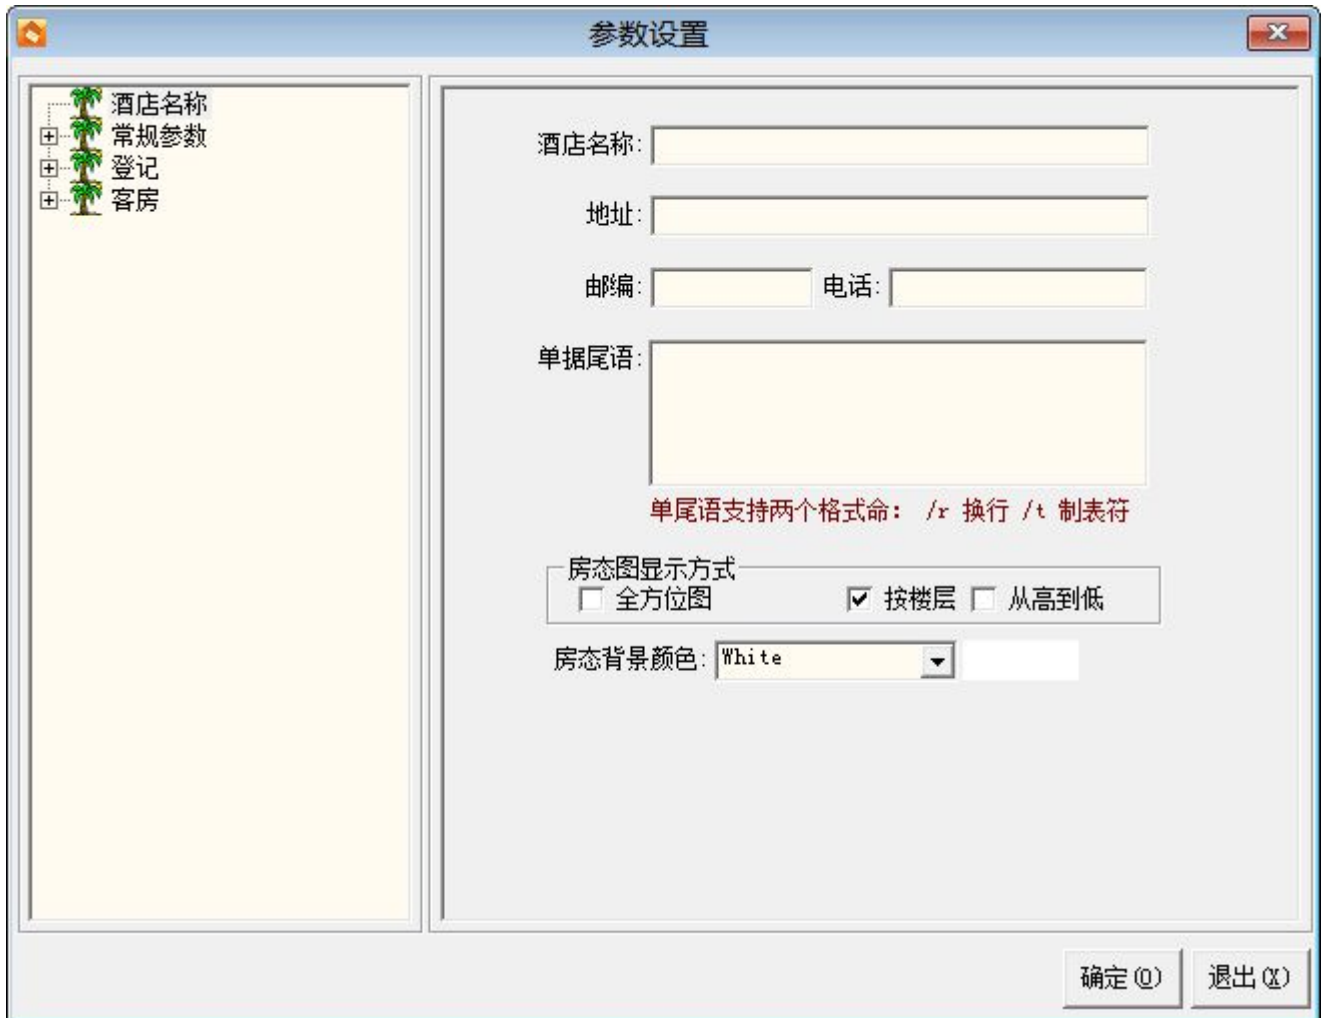 参数设置
酒店名称
常规参数
登记
客房
酒店名称:
地址:
邮编: 电话:
单据尾语:
单尾语支持两个格式命: /r 换行 /t 制表符
房态图显示方式
全方位图 按楼层 从高到低
房态背景颜色: White
确定(O) 退出(X)